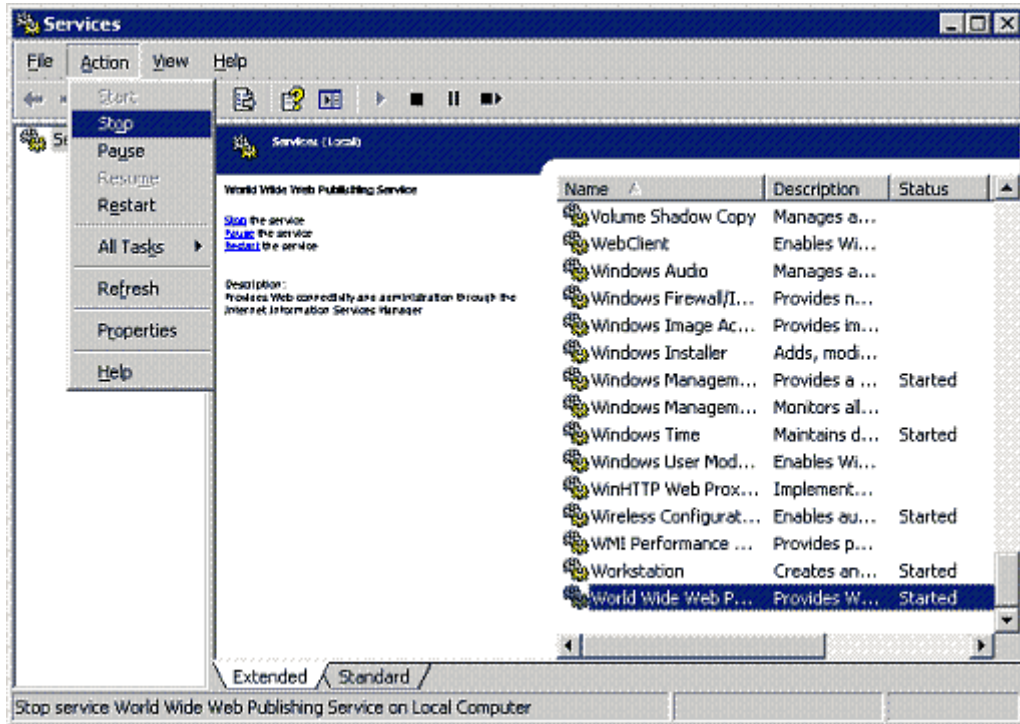 Services
File Action View Help
Start
Stop
Pause
Resume
Restart
All Tasks
Refresh
Properties
Help
Services (Local)
World Wide Web Publishing Service
Stop the service
Pause the service
Restart the service
Description:
Provides Web connectivity and administration through the
Internet Information Services Manager
Name Description Status
Volume Shadow Copy Manages a...
WebClient Enables Wi...
Windows Audio Manages a...
Windows Firewall/I... Provides n...
Windows Image Ac... Provides im...
Windows Installer Adds, modi...
Windows Managem... Provides a ... Started
Windows Managem... Monitors all...
Windows Time Maintains d... Started
Windows User Mod... Enables Wi...
WinHTTP Web Prox... Implement...
Wireless Configurat... Enables au... Started
WMI Performance ... Provides p...
Workstation Creates an... Started
World Wide Web P... Provides W... Started
Extended Standard
Stop service World Wide Web Publishing Service on Local Computer